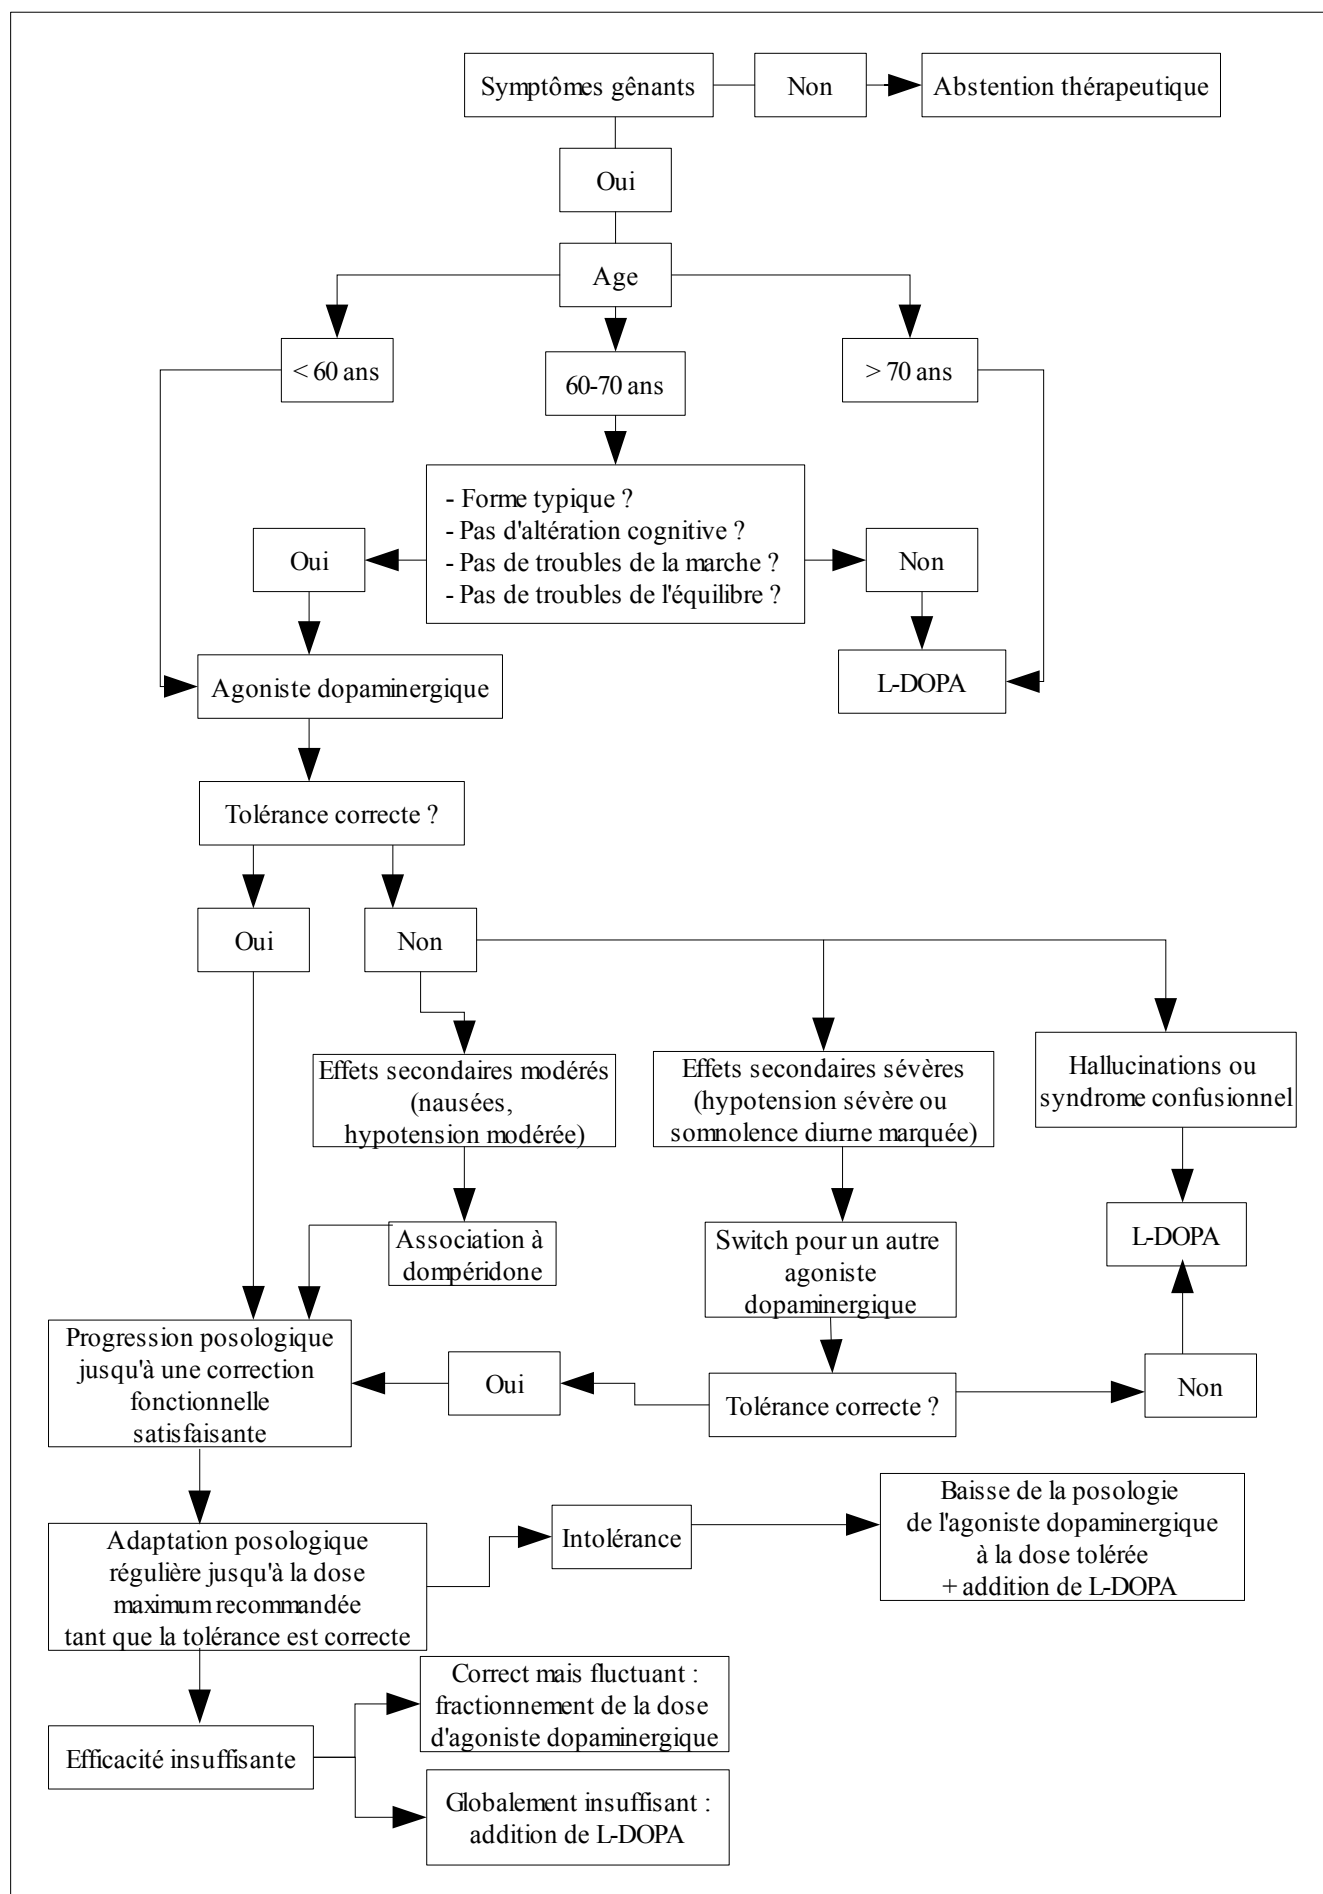 Symptômes gênants
Non
Abstention thérapeutique
Oui
Age
< 60 ans
60-70 ans
> 70 ans
- Forme typique ?
- Pas d'altération cognitive ?
- Pas de troubles de la marche ?
- Pas de troubles de l'équilibre ?
Oui
Non
Agoniste dopaminergique
L-DOPA
Tolérance correcte ?
Oui
Non
Effets secondaires modérés
(nausées,
hypotension modérée)
Effets secondaires sévères
(hypotension sévère ou
somnolence diurne marquée)
Hallucinations ou
syndrome confusionnel
Association à
dompéridone
Switch pour un autre
agoniste
dopaminergique
L-DOPA
Progression posologique
jusqu'à une correction
fonctionnelle
satisfaisante
Oui
Tolérance correcte ?
Non
Adaptation posologique
régulière jusqu'à la dose
maximum recommandée
tant que la tolérance est correcte
Intolérance
Baisse de la posologie
de l'agoniste dopaminergique
à la dose tolérée
+ addition de L-DOPA
Efficacité insuffisante
Correct mais fluctuant :
fractionnement de la dose
d'agoniste dopaminergique
Globalement insuffisant :
addition de L-DOPA